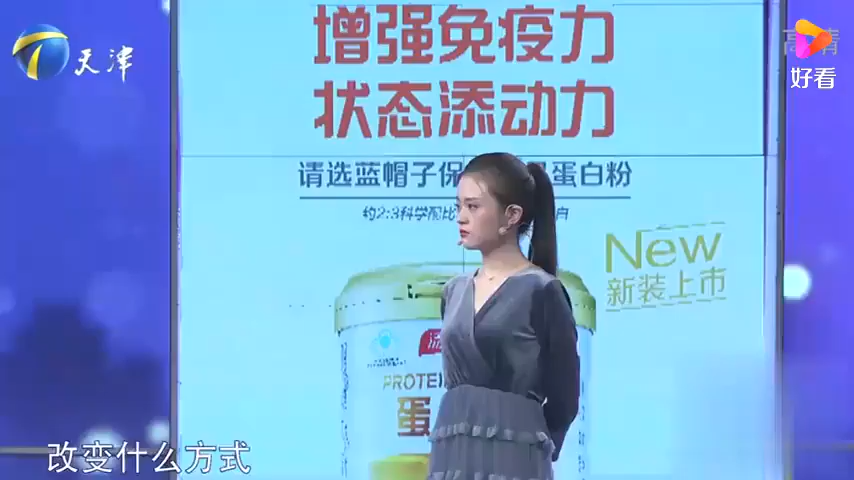 天津
高清
好看
增强免疫力
状态添动力
请选蓝帽子保 蛋白粉
约2:3科学配比 白
New
新装上市
PROTEI
蛋
改变什么方式